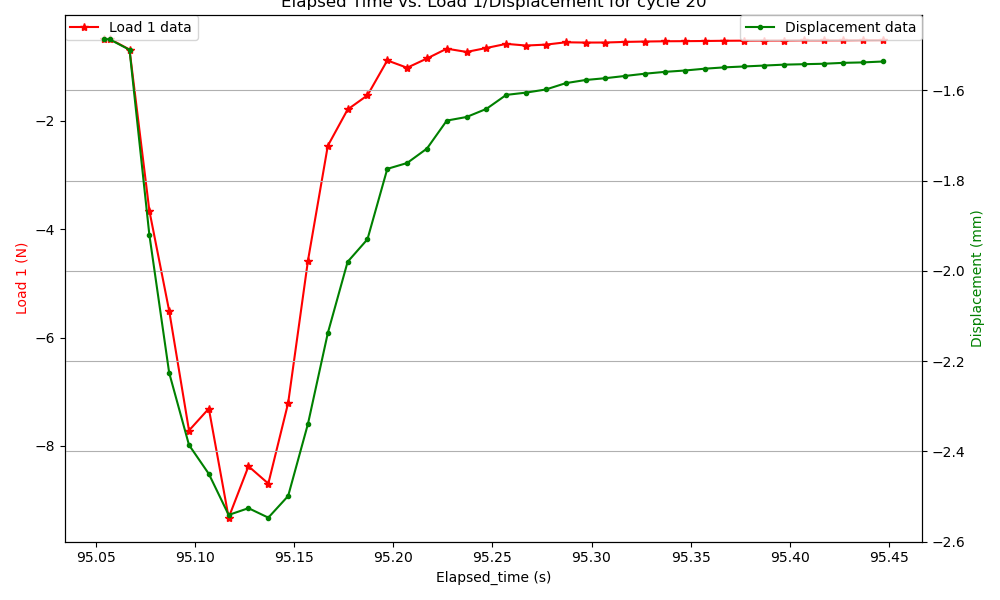 Elapsed Time vs. Load 1/Displacement for cycle 20
Load 1 data
Displacement data
−2
−4
−6
−8
Load 1 (N)
−1.6
−1.8
−2.0
−2.2
−2.4
−2.6
Displacement (mm)
95.05 95.10 95.15 95.20 95.25 95.30 95.35 95.40 95.45
Elapsed_time (s)